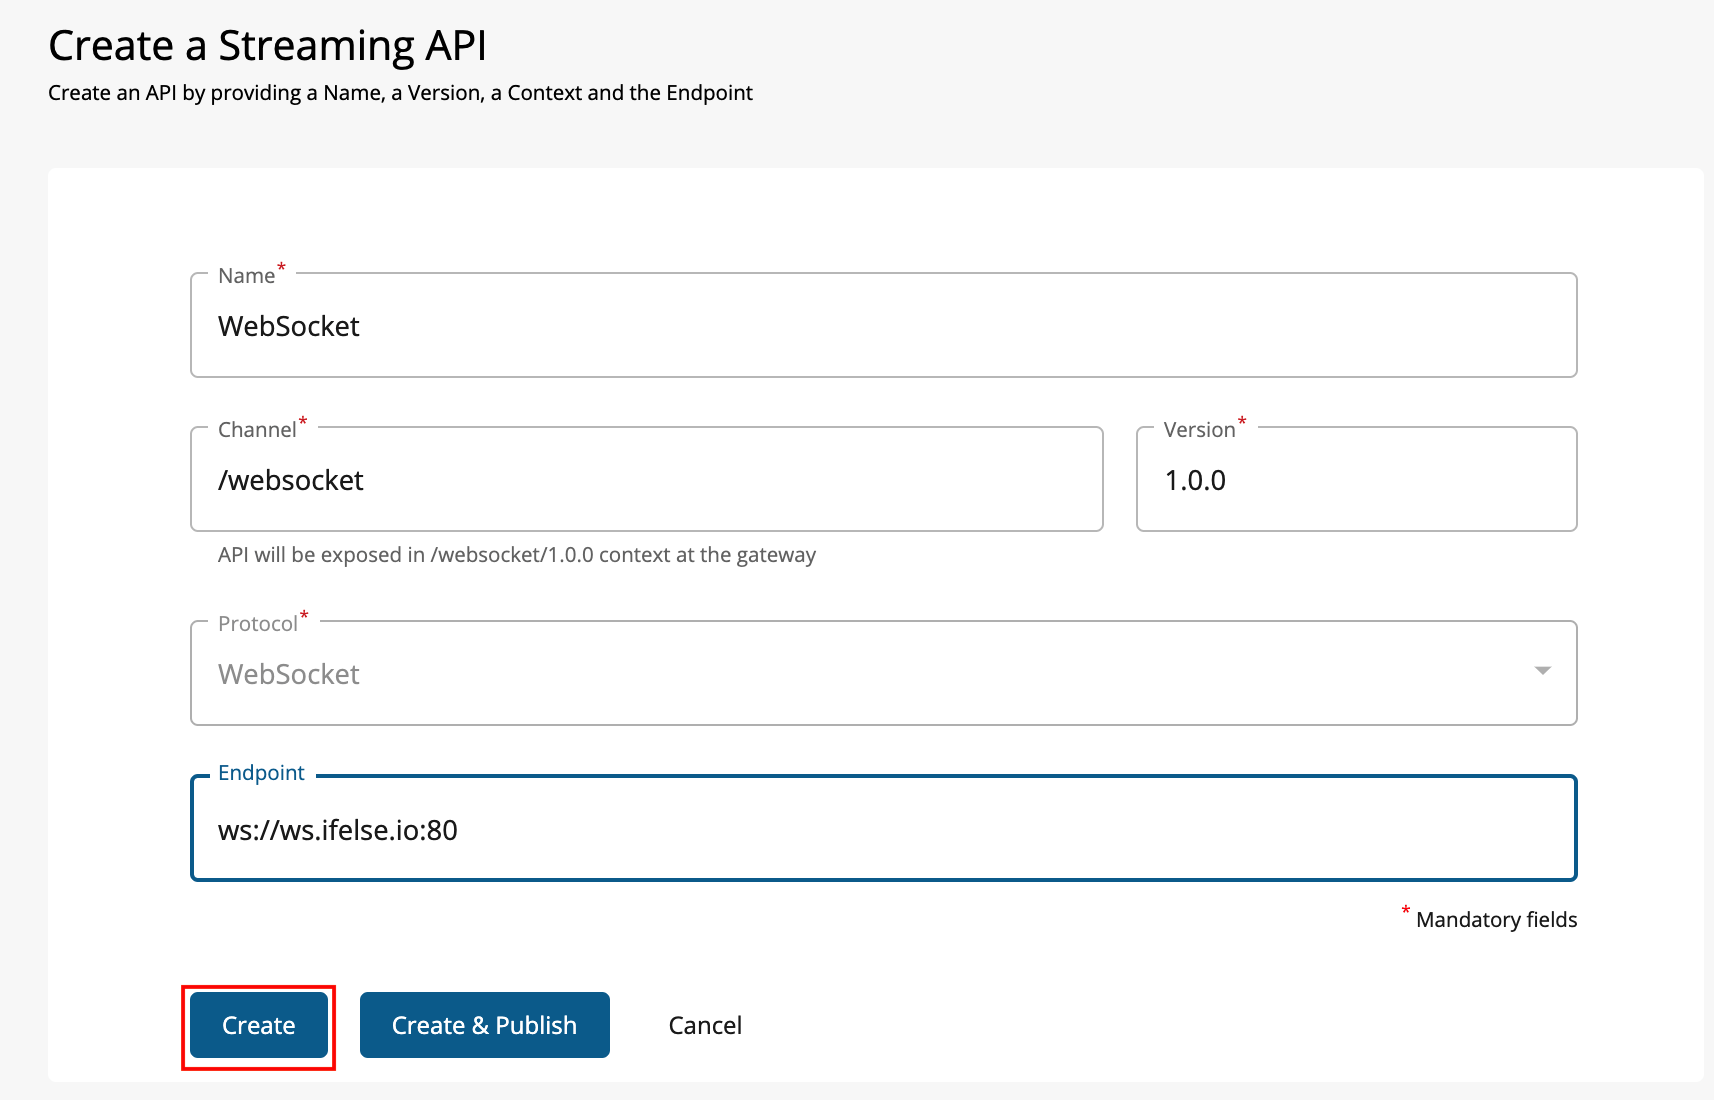 Create a Streaming API
Create an API by providing a Name, a Version, a Context and the Endpoint
Name*
WebSocket
Channel*
/websocket
Version*
1.0.0
API will be exposed in /websocket/1.0.0 context at the gateway
Protocol*
WebSocket
Endpoint
ws://ws.ifelse.io:80
* Mandatory fields
Create
Create & Publish
Cancel